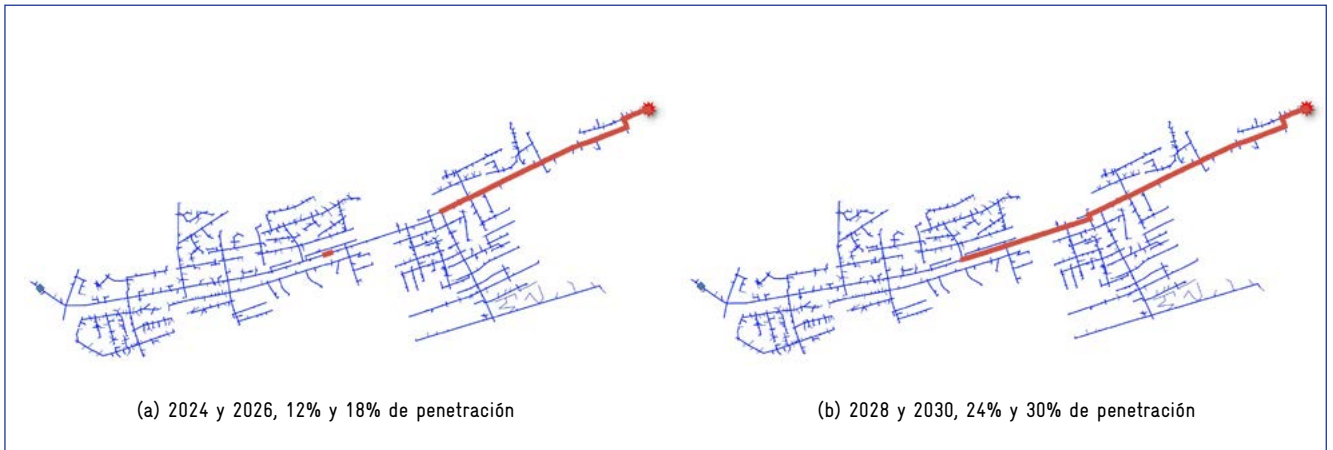 (a) 2024 y 2026, 12% y 18% de penetración
(b) 2028 y 2030, 24% y 30% de penetración